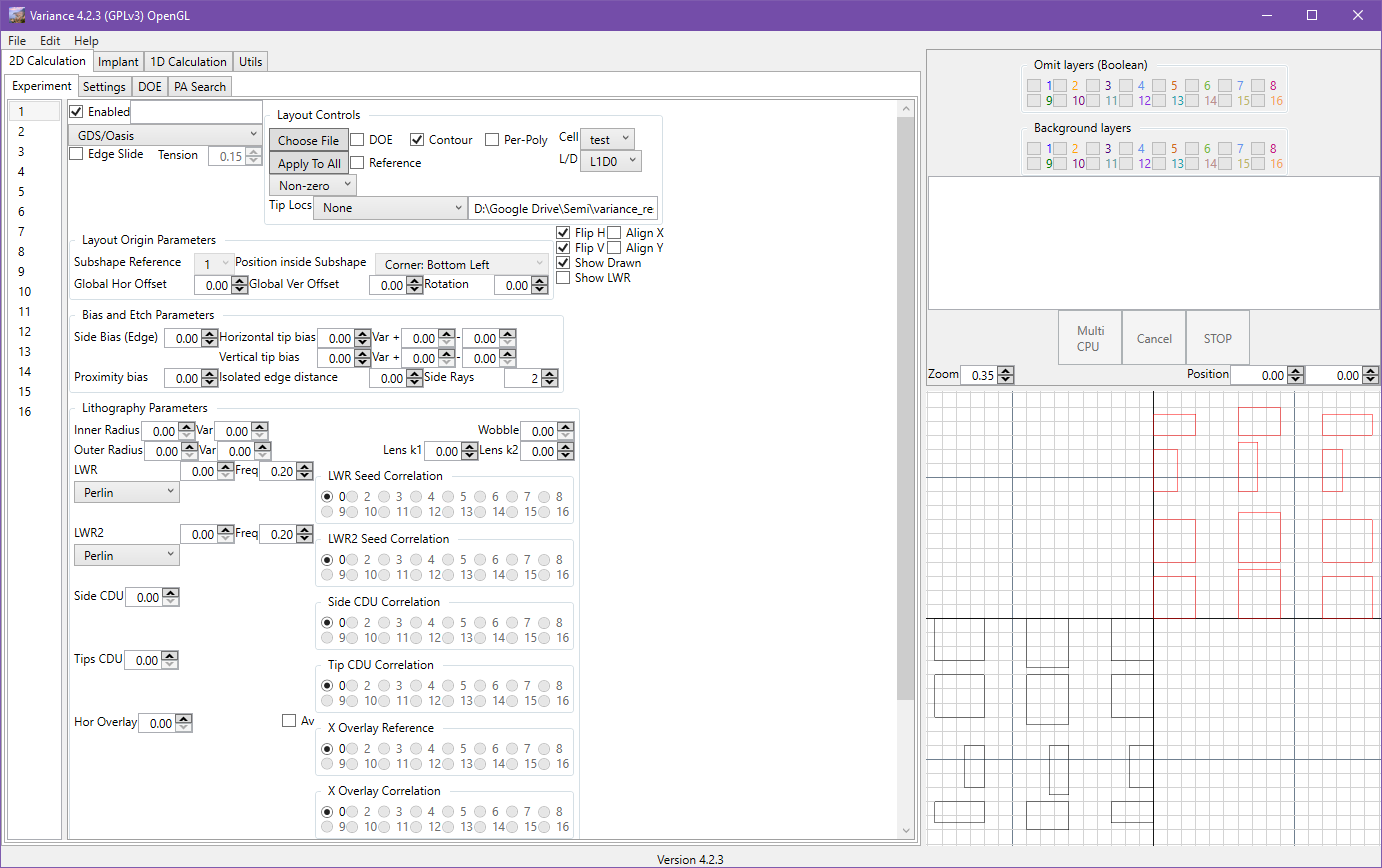 Variance 4.2.3 (GPLv3) OpenGL
File Edit Help
2D Calculation Implant 1D Calculation Utils
Experiment Settings DOE PA Search
1
2
3
4
5
6
7
8
9
10
11
12
13
14
15
16
Enabled
GDS/Oasis
Edge Slide Tension 0.15
Layout Controls
Choose File DOE Contour Per-Poly Cell test
Apply To All Reference L/D L1D0
Non-zero
Tip Locs None D:\Google Drive\Semi\variance_re
Flip H Align X
Flip V Align Y
Show Drawn
Show LWR
Layout Origin Parameters
Subshape Reference 1 Position inside Subshape Corner: Bottom Left
Global Hor Offset 0.00 Global Ver Offset 0.00 Rotation 0.00
Bias and Etch Parameters
Side Bias (Edge) 0.00 Horizontal tip bias 0.00 Var + 0.00 - 0.00
Vertical tip bias 0.00 Var + 0.00 - 0.00
Proximity bias 0.00 Isolated edge distance 0.00 Side Rays 2
Lithography Parameters
Inner Radius 0.00 Var 0.00 Wobble 0.00
Outer Radius 0.00 Var 0.00 Lens k1 0.00 Lens k2 0.00
LWR 0.00 Freq 0.20
Perlin
LWR Seed Correlation
0 2 3 4 5 6 7 8
9 10 11 12 13 14 15 16
LWR2 0.00 Freq 0.20
Perlin
LWR2 Seed Correlation
0 2 3 4 5 6 7 8
9 10 11 12 13 14 15 16
Side CDU 0.00
Side CDU Correlation
0 2 3 4 5 6 7 8
9 10 11 12 13 14 15 16
Tips CDU 0.00
Tip CDU Correlation
0 2 3 4 5 6 7 8
9 10 11 12 13 14 15 16
Hor Overlay 0.00 Av
X Overlay Reference
0 2 3 4 5 6 7 8
9 10 11 12 13 14 15 16
X Overlay Correlation
0 2 3 4 5 6 7 8
9 10 11 12 13 14 15 16
Omit layers (Boolean)
1 2 3 4 5 6 7 8
9 10 11 12 13 14 15 16
Background layers
1 2 3 4 5 6 7 8
9 10 11 12 13 14 15 16
Multi
CPU
Cancel
STOP
Zoom 0.35 Position 0.00 0.00
Version 4.2.3